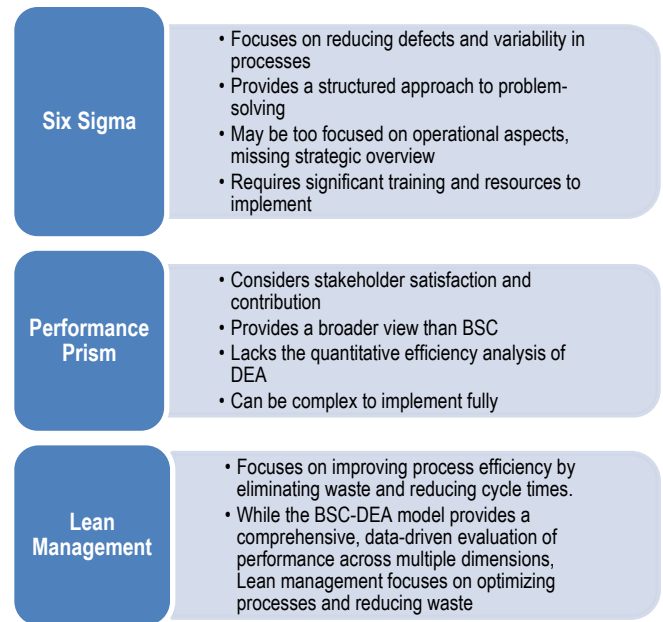 Six Sigma
• Focuses on reducing defects and variability in
processes
• Provides a structured approach to problem-
solving
• May be too focused on operational aspects,
missing strategic overview
• Requires significant training and resources to
implement
Performance
Prism
• Considers stakeholder satisfaction and
contribution
• Provides a broader view than BSC
• Lacks the quantitative efficiency analysis of
DEA
• Can be complex to implement fully
Lean
Management
• Focuses on improving process efficiency by
eliminating waste and reducing cycle times.
• While the BSC-DEA model provides a
comprehensive, data-driven evaluation of
performance across multiple dimensions,
Lean management focuses on optimizing
processes and reducing waste